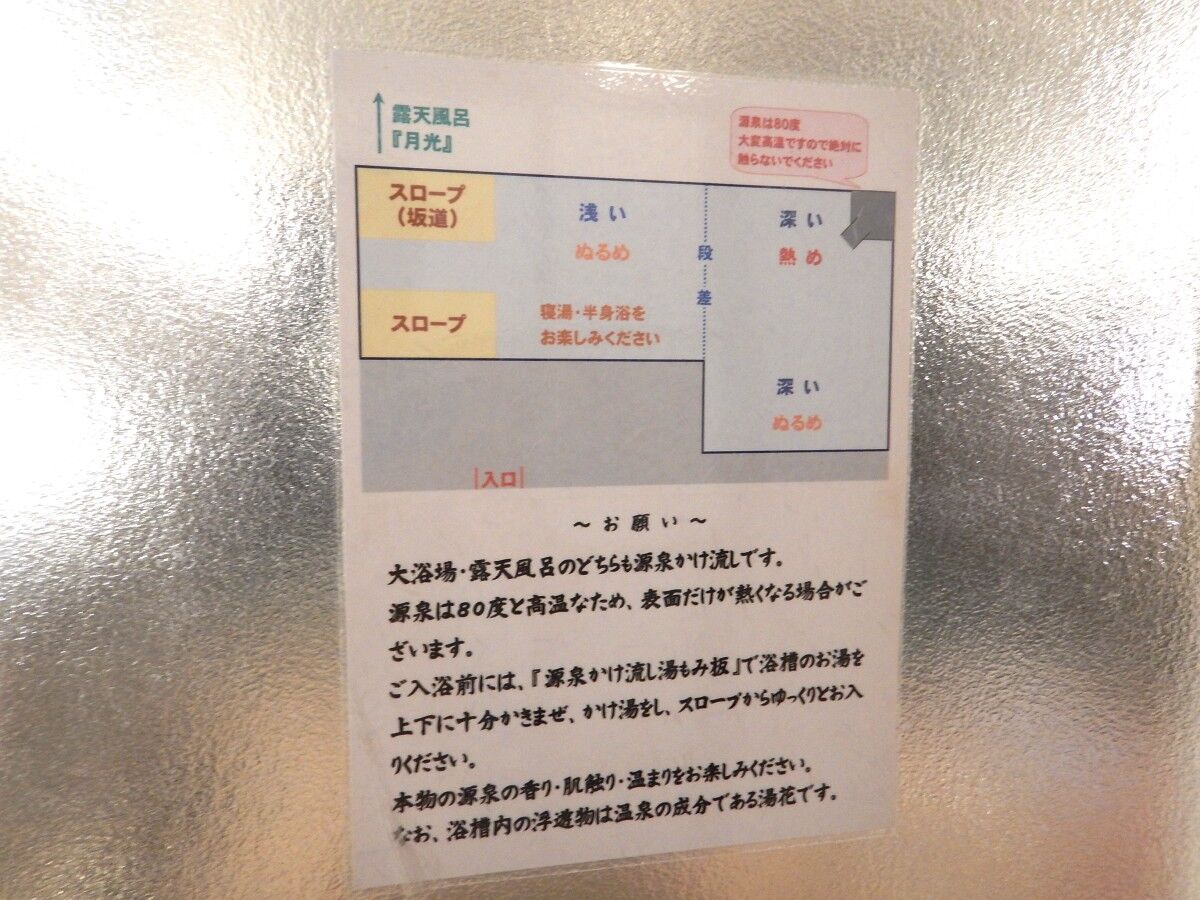 露天風呂
『月光』
源泉は80度
大変高温ですので絶対に
触らないでください
スロープ
（坂道）
浅い
ぬるめ
段差
深い
熱め
スロープ
寝湯・半身浴を
お楽しみください
深い
ぬるめ
入口
～お願い～
大浴場・露天風呂のどちらも源泉かけ流しです。
源泉は80度と高温なため、表面だけが熱くなる場合がご
ざいます。
ご入浴前には、『源泉かけ流し湯もみ板』で浴槽のお湯を
上下に十分かきまぜ、かけ湯をし、スロープからゆっくりとお入
りください。
本物の源泉の香り・肌触り・温まりをお楽しみください。
なお、浴槽内の浮遊物は温泉の成分である湯花です。